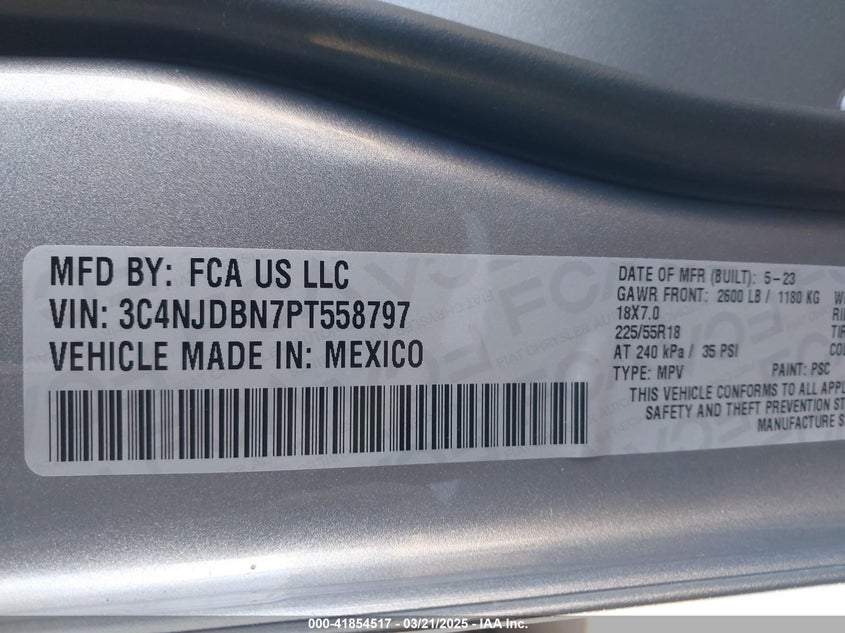 MFD BY: FCA US LLC
VIN: 3C4NJDBN7PT558797
VEHICLE MADE IN: MEXICO
DATE OF MFR (BUILT): 5-23
GAWR FRONT: 2600 LB / 1180 KG
18X7.0
225/55R18
AT 240 kPa / 35 PSI
TYPE: MPV PAINT: PSC
THIS VEHICLE CONFORMS TO ALL
SAFETY AND THEFT PREVENTION
MANUFACTURE
000-41854517 — 03/21/2025 — IAA Inc.